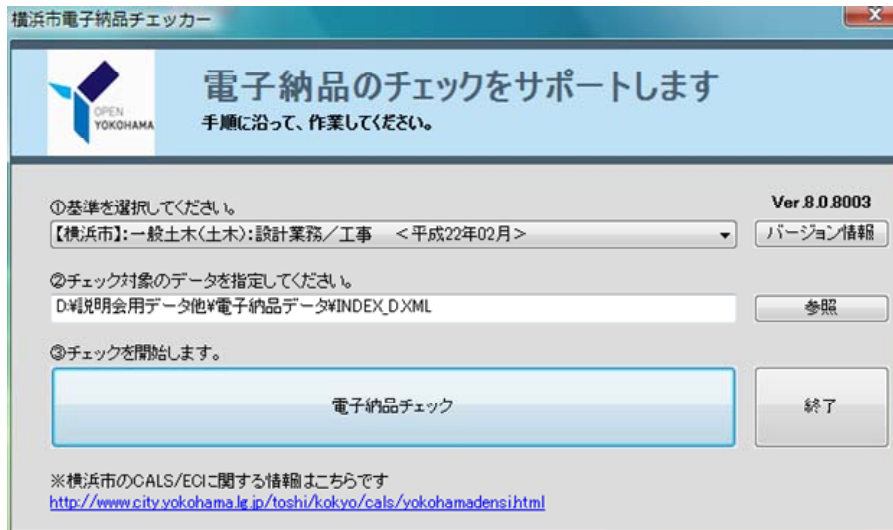 横浜市電子納品チェッカー
OPEN
YOKOHAMA
電子納品のチェックをサポートします
手順に沿って、作業してください。
①基準を選択してください。
Ver.8.0.8003
【横浜市】:一般土木(土木):設計業務/工事 <平成22年02月>
バージョン情報
②チェック対象のデータを指定してください。
D:¥説明会用データ他¥電子納品データ¥INDEX_D.XML
参照
③チェックを開始します。
電子納品チェック
終了
※横浜市のCALS/ECに関する情報はこちらです
http://www.city.yokohama.lg.jp/toshi/kokyo/cals/yokohamadensi.html